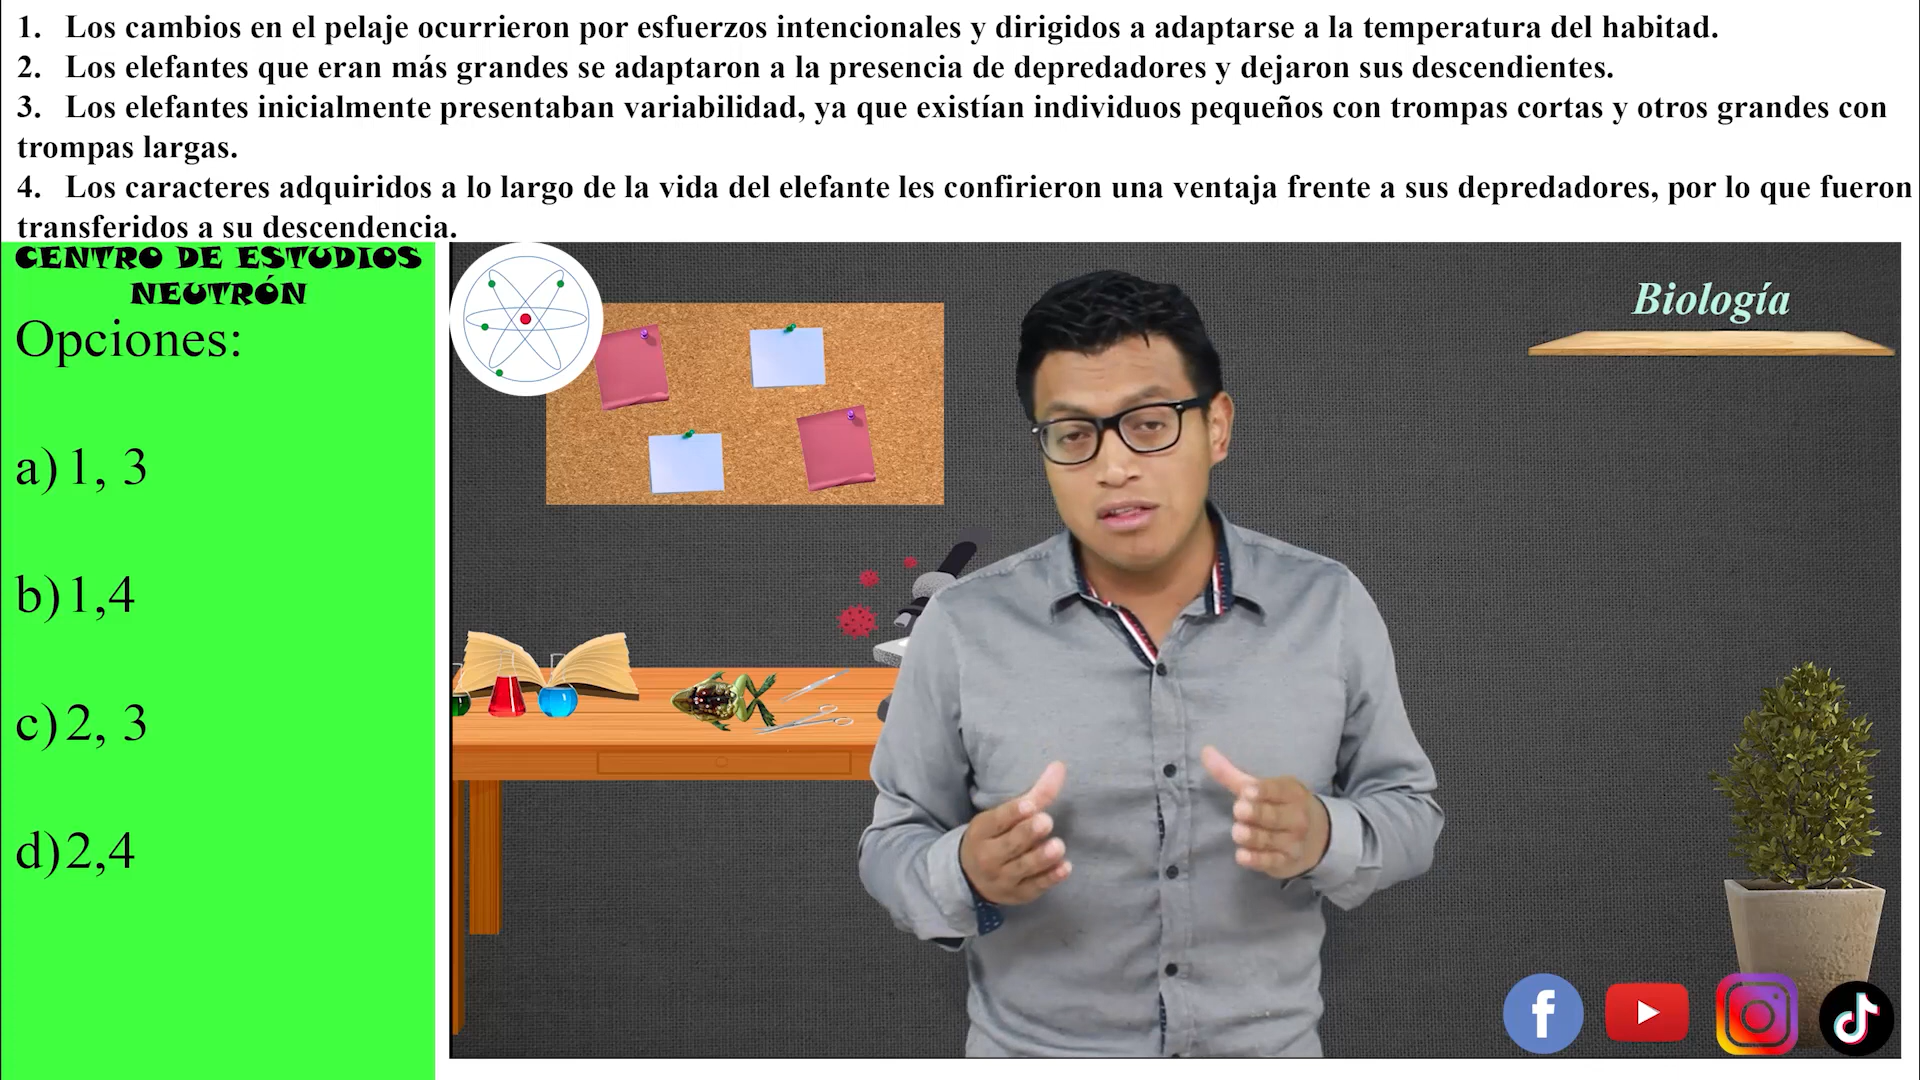 1. Los cambios en el pelaje ocurrieron por esfuerzos intencionales y dirigidos a adaptarse a la temperatura del habitad.
2. Los elefantes que eran más grandes se adaptaron a la presencia de depredadores y dejaron sus descendientes.
3. Los elefantes inicialmente presentaban variabilidad, ya que existían individuos pequeños con trompas cortas y otros grandes con
trompas largas.
4. Los caracteres adquiridos a lo largo de la vida del elefante les confirieron una ventaja frente a sus depredadores, por lo que fueron
transferidos a su descendencia.
CENTRO DE ESTUDIOS
NEUTRÓN
Opciones:
a) 1, 3
b) 1,4
c) 2, 3
d) 2,4
Biología